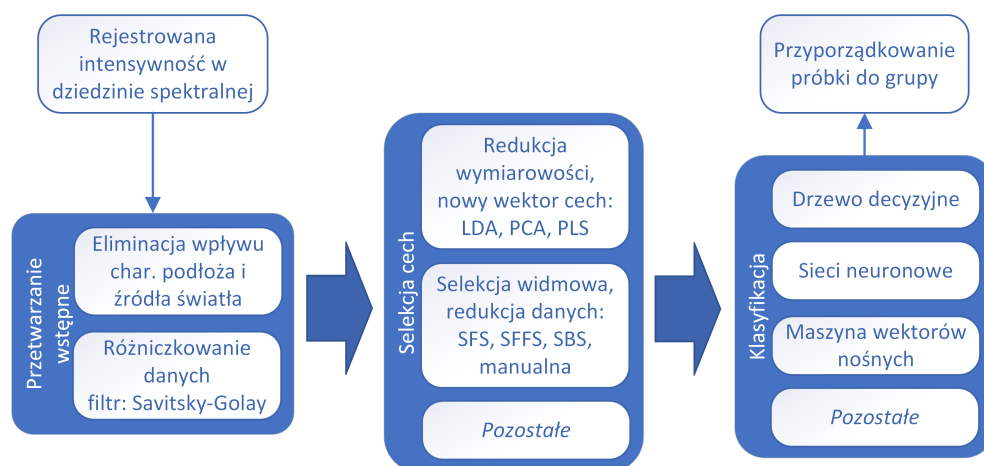 Rejestrowana
intensywność w
dziedzinie spektralnej
Przetwarzanie
wstępne
Eliminacja wpływu
char. podłoża i
źródła światła
Różniczkowanie
danych
filtr: Savitsky-Golay
Selekcja cech
Redukcja
wymiarowości,
nowy wektor cech:
LDA, PCA, PLS
Selekcja widmowa,
redukcja danych:
SFS, SFFS, SBS,
manualna
Pozostałe
Klasyfikacja
Drzewo decyzyjne
Sieci neuronowe
Maszyna wektorów
nośnych
Pozostałe
Przyporządkowanie
próbki do grupy